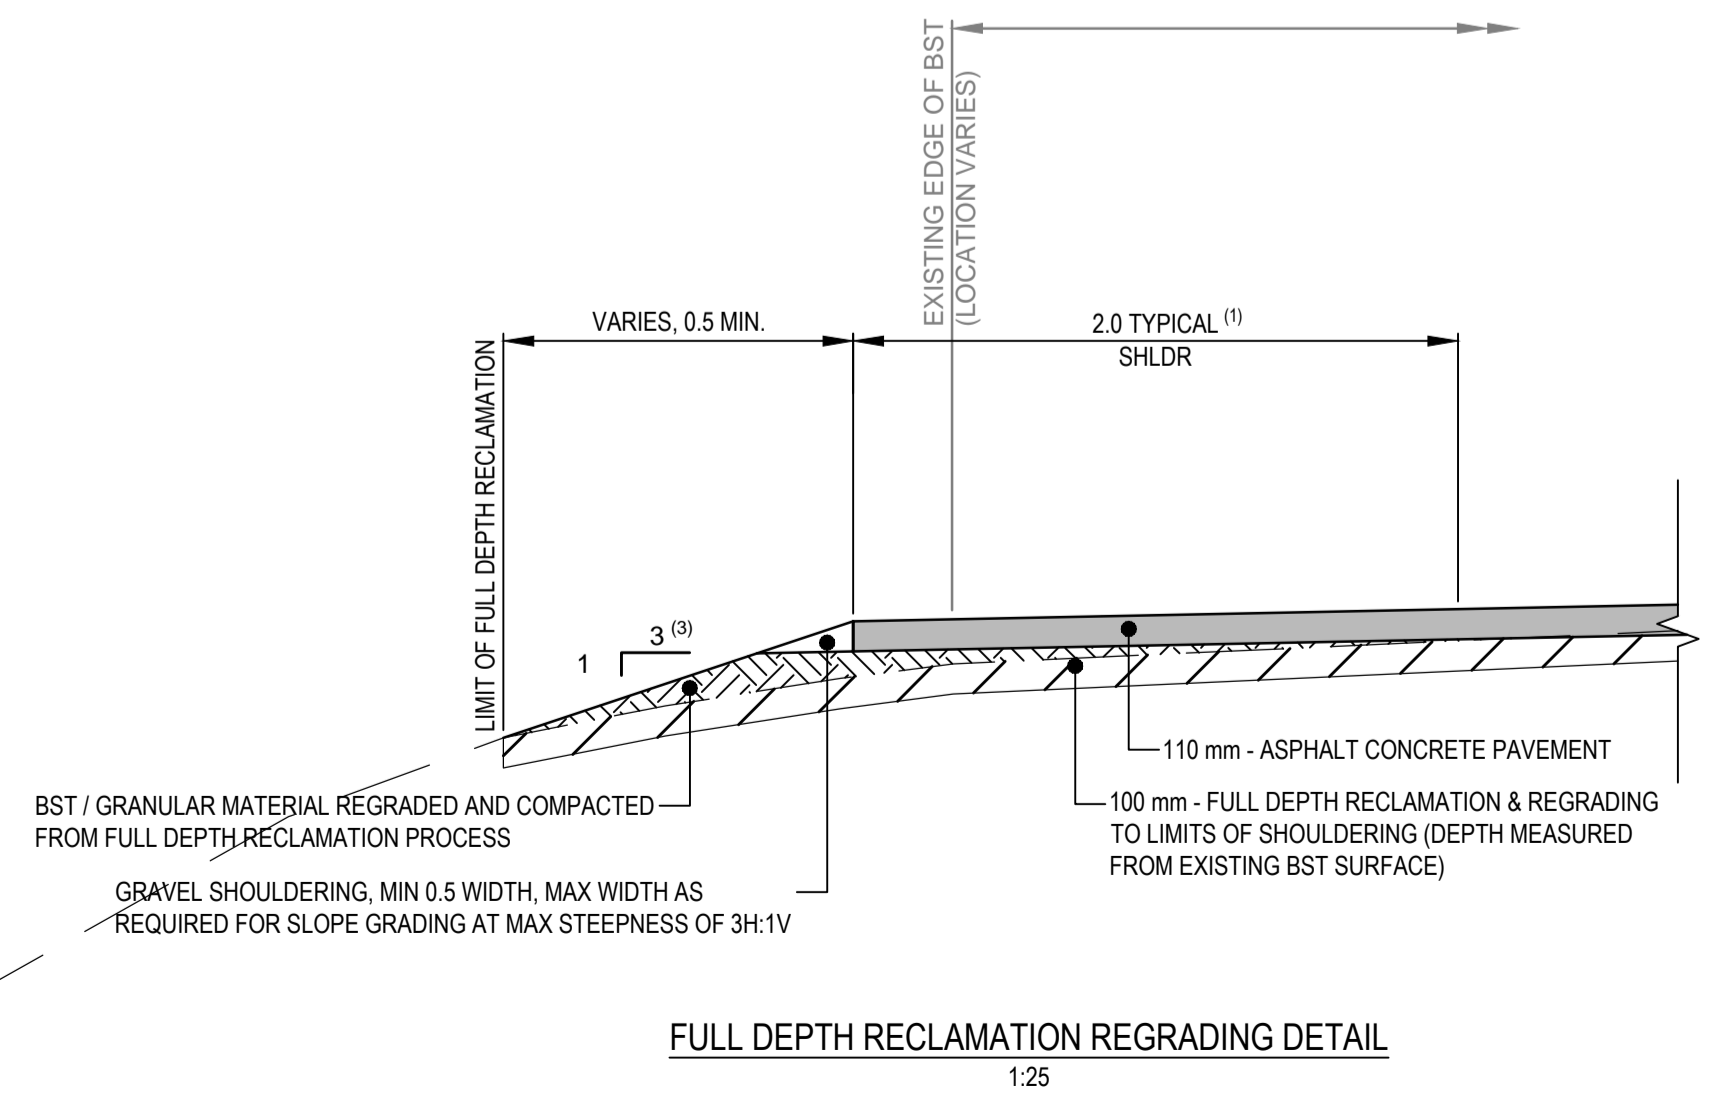 EXISTING EDGE OF BST
(LOCATION VARIES)
VARIES, 0.5 MIN.
2.0 TYPICAL (1)
SHLDR
LIMIT OF FULL DEPTH RECLAMATION
1
3 (3)
110 mm - ASPHALT CONCRETE PAVEMENT
BST / GRANULAR MATERIAL REGRADED AND COMPACTED
FROM FULL DEPTH RECLAMATION PROCESS
100 mm - FULL DEPTH RECLAMATION & REGRADING
TO LIMITS OF SHOULDERING (DEPTH MEASURED
FROM EXISTING BST SURFACE)
GRAVEL SHOULDERING, MIN 0.5 WIDTH, MAX WIDTH AS
REQUIRED FOR SLOPE GRADING AT MAX STEEPNESS OF 3H:1V
FULL DEPTH RECLAMATION REGRADING DETAIL
1:25